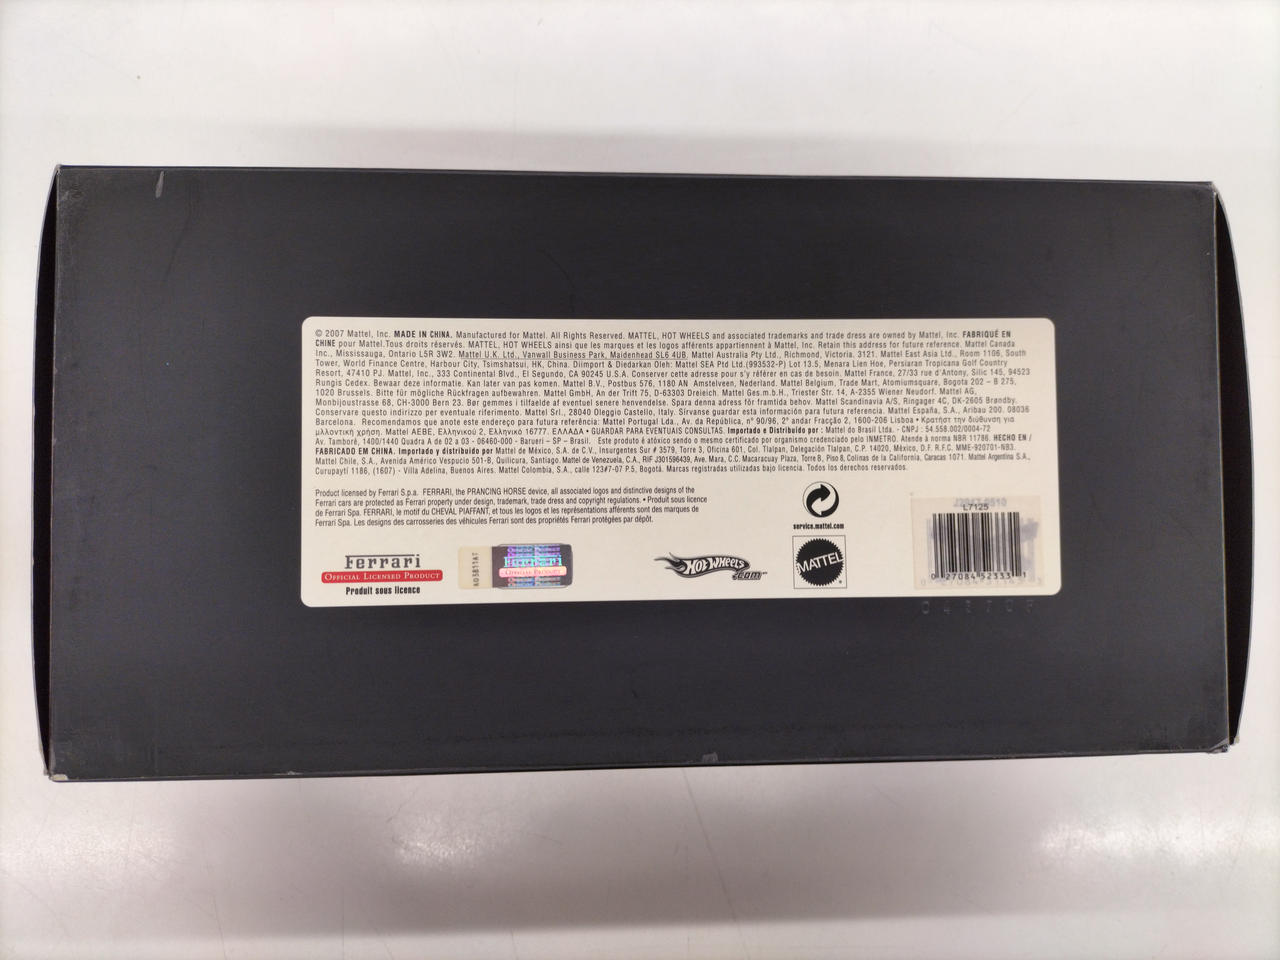 © 2007 Mattel, Inc. MADE IN CHINA. Manufactured for Mattel. All Rights Reserved. MATTEL, HOT WHEELS and associated trademarks and trade dress are owned by Mattel, Inc. FABRIQUÉ EN
CHINE pour Mattel.Tous droits réservés. MATTEL, HOT WHEELS ainsi que les marques et les logos afférents appartiennent à Mattel, Inc. Retain this address for future reference. Mattel Canada
Inc., Mississauga, Ontario L5R 3W2. Mattel U.K. Ltd., Vanwall Business Park, Maidenhead SL6 4UB. Mattel Australia Pty Ltd., Richmond, Victoria. 3121. Mattel East Asia Ltd., Room 1106, South
Tower, World Finance Centre, Harbour City, Tsimshatsui, HK, China. Diimport & Diedarkan Oleh: Mattel SEA Ptd Ltd.(993532-P) Lot 13.5, Menara Lien Hoe, Persiaran Tropicana Golf Country
Resort, 47410 PJ. Mattel, Inc., 333 Continental Blvd., El Segundo, CA 90245 U.S.A. Conserver cette adresse pour s'y référer en cas de besoin. Mattel France, 27/33 rue d'Antony, Silic 145, 94523
Rungis Cedex. Bewaar deze informatie. Kan later van pas komen. Mattel B.V., Postbus 576, 1180 AN Amstelveen, Nederland. Mattel Belgium, Trade Mart, Atomiumsquare, Bogota 202 – B 275,
1020 Brussels. Bitte für mögliche Rückfragen aufbewahren. Mattel GmbH, An der Trift 75, D-63303 Dreieich. Mattel Ges.m.b.H., Triester Str. 14, A-2355 Wiener Neudorf. Mattel AG,
Monbijoustrasse 68, CH-3000 Bern 23. Bør gemmes i tilfælde af eventuel senere henvendelse. Spara denna adress för framtida behov. Mattel Scandinavia A/S, Ringager 4C, DK-2605 Brøndby.
Conservare questo indirizzo per eventuale riferimento. Mattel Srl., 28040 Oleggio Castello, Italy. Sírvanse guardar esta información para futura referencia. Mattel España, S.A., Aribau 200. 08036
Barcelona. Recomendamos que anote este endereço para futura referência: Mattel Portugal Lda., Av. da República, nº 90/96, 2º andar Fracção 2, 1600-206 Lisboa • Κρατήστ την διεύθυνση για
μλλοντική χρήση. Mattel AEBE, Ελληνικού 2, Ελληνικό 16777. ΕΛΛΑΔΑ • GUARDAR PARA EVENTUAIS CONSULTAS. Importado e Distribuído por : Mattel do Brasil Ltda. - CNPJ : 54.558.002/0004-72
Av. Tamboré, 1400/1440 Quadra A de 02 a 03 - 06460-000 - Barueri – SP – Brasil. Este produto é atóxico sendo o mesmo certificado por organismo credenciado pelo INMETRO. Atende à norma NBR 11786. HECHO EN /
FABRICADO EM CHINA. Importado y distribuido por Mattel de México, S.A. de C.V., Insurgentes Sur # 3579, Torre 3, Oficina 601, Col. Tlalpan, Delegación Tlalpan, C.P. 14020, México, D.F. R.F.C. MME-920701-NB3.
Mattel Chile, S.A., Avenida Américo Vespucio 501-B, Quilicura, Santiago. Mattel de Venezuela, C.A., RIF J301596439, Ave. Mara, C.C. Macaracuay Plaza, Torre B, Piso 8, Colinas de la California, Caracas 1071. Mattel Argentina S.A.,
Curupaytí 1186, (1607) - Villa Adelina, Buenos Aires. Mattel Colombia, S.A., calle 123#7-07 P.5, Bogotá. Marcas registradas utilizadas bajo licencia. Todos los derechos reservados.
Product licensed by Ferrari S.p.a. FERRARI, the PRANCING HORSE device, all associated logos and distinctive designs of the
Ferrari cars are protected as Ferrari property under design, trademark, trade dress and copyright regulations. • Produit sous licence
de Ferrari Spa. FERRARI, le motif du CHEVAL PIAFFANT, et tous les logos et les représentations afférents sont des marques de
Ferrari Spa. Les designs des carrosseries des véhicules Ferrari sont des propriétés Ferrari protégées par dépôt.
service.mattel.com
L7125
Ferrari
OFFICIAL LICENSED PRODUCT
Produit sous licence
OFFICIAL PRODUCT
HOT WHEELS
.com
MATTEL
0 27084 52333 1